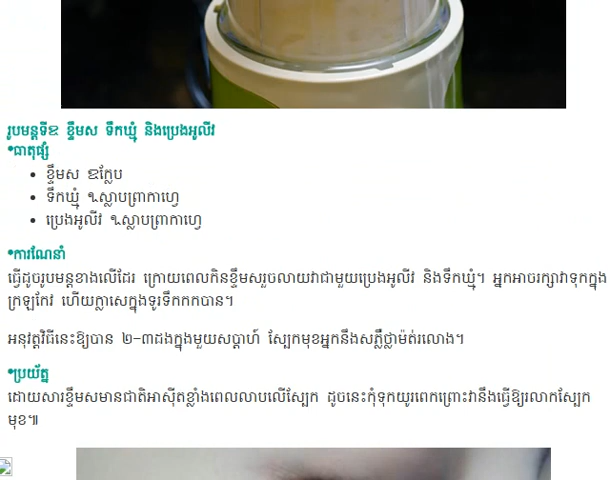 រូបមន្តទី៩ ខ្ទឹមស ទឹកឃ្មុំ និងប្រេងអូលីវ
•ធាតុផ្សំ
• ខ្ទឹមស ៩ក្លែប
• ទឹកឃ្មុំ ១ស្លាបព្រាកាហ្វេ
• ប្រេងអូលីវ ១ស្លាបព្រាកាហ្វេ
•ការណែនាំ
ធ្វើដូចរូបមន្តខាងលើដែរ ក្រោយពេលកិនខ្ទឹមសរួចលាយវាជាមួយប្រេងអូលីវ និងទឹកឃ្មុំ។ អ្នកអាចរក្សាវាទុកក្នុង
ក្រឡកែវ ហើយក្លាសេក្នុងទូរទឹកកកបាន។
អនុវត្តវិធីនេះឱ្យបាន ២-៣ដងក្នុងមួយសប្តាហ៍ ស្បែកមុខអ្នកនឹងសភ្លឺថ្លាម៉ត់រលោង។
•ប្រយ័ត្ន
ដោយសារខ្ទឹមសមានជាតិអាស៊ីតខ្លាំងពេលលាបលើស្បែក ដូចនេះកុំទុកយូរពេកព្រោះវានឹងធ្វើឱ្យរលាកស្បែក
មុខ៕